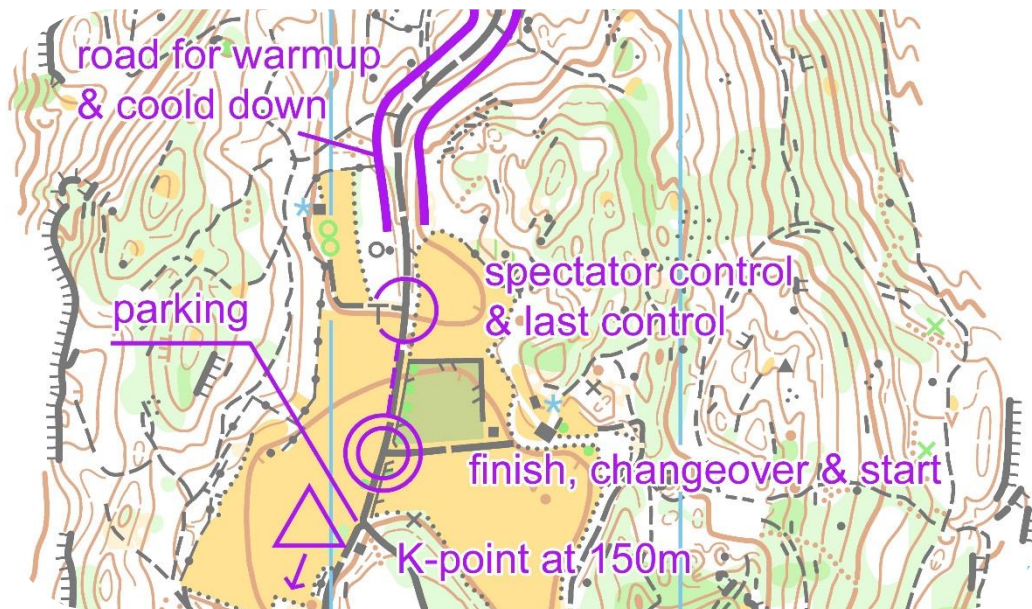 road for warmup
& coold down
spectator control
& last control
parking
finish, changeover & start
K-point at 150m